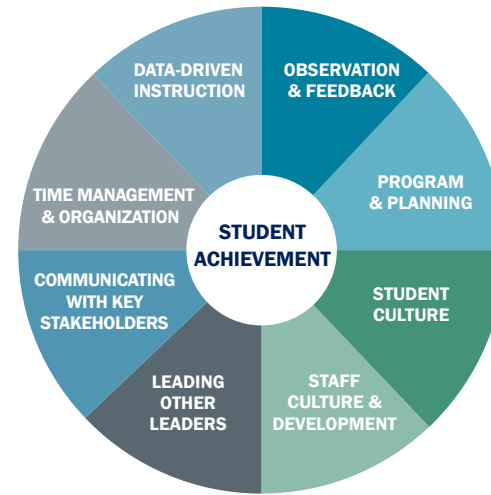 DATA-DRIVEN
INSTRUCTION
OBSERVATION
& FEEDBACK
PROGRAM
& PLANNING
STUDENT
CULTURE
STAFF
CULTURE &
DEVELOPMENT
LEADING
OTHER
LEADERS
COMMUNICATING
WITH KEY
STAKEHOLDERS
TIME MANAGEMENT
& ORGANIZATION
STUDENT
ACHIEVEMENT